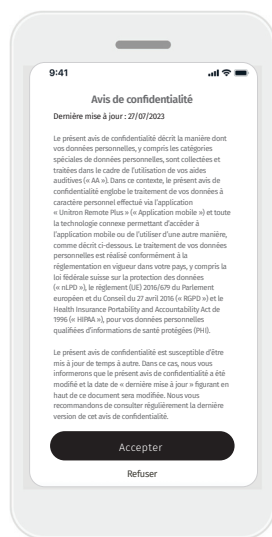 9:41
Avis de confidentialité
Dernière mise à jour : 27/07/2023
Le présent avis de confidentialité décrit la manière dont
vos données personnelles, y compris les catégories
spéciales de données personnelles, sont collectées et
traitées dans le cadre de l'utilisation de vos aides
auditives (« AA »). Dans ce contexte, le présent avis de
confidentialité englobe le traitement de vos données à
caractère personnel effectué via l'application
« Unitron Remote Plus » (« Application mobile ») et toute
la technologie connexe permettant d'accéder à
l'application mobile ou de l'utiliser d'une autre manière,
comme décrit ci-dessous. Le traitement de vos données
personnelles est réalisé conformément à la
réglementation en vigueur dans votre pays, y compris la
loi fédérale suisse sur la protection des données
(« nLPD »), le règlement (UE) 2016/679 du Parlement
européen et du Conseil du 27 avril 2016 (« RGPD ») et le
Health Insurance Portability and Accountability Act de
1996 (« HIPAA »), pour vos données personnelles
qualifiées d'informations de santé protégées (PHI).
Le présent avis de confidentialité est susceptible d'être
mis à jour de temps à autre. Dans ce cas, nous vous
informerons que le présent avis de confidentialité a été
modifié et la date de « dernière mise à jour » figurant en
haut de ce document sera modifiée. Nous vous
recommandons de consulter régulièrement la dernière
version de cet avis de confidentialité.
Accepter
Refuser